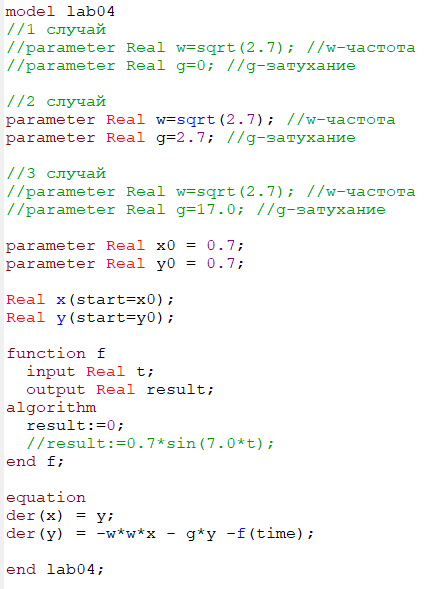 model lab04
//1 случай
//parameter Real w=sqrt(2.7); //w-частота
//parameter Real g=0; //g-затухание
//2 случай
parameter Real w=sqrt(2.7); //w-частота
parameter Real g=2.7; //g-затухание
//3 случай
//parameter Real w=sqrt(2.7); //w-частота
//parameter Real g=17.0; //g-затухание
parameter Real x0 = 0.7;
parameter Real y0 = 0.7;
Real x(start=x0);
Real y(start=y0);
function f
input Real t;
output Real result;
algorithm
result:=0;
//result:=0.7*sin(7.0*t);
end f;
equation
der(x) = y;
der(y) = -w*w*x - g*y -f(time);
end lab04;